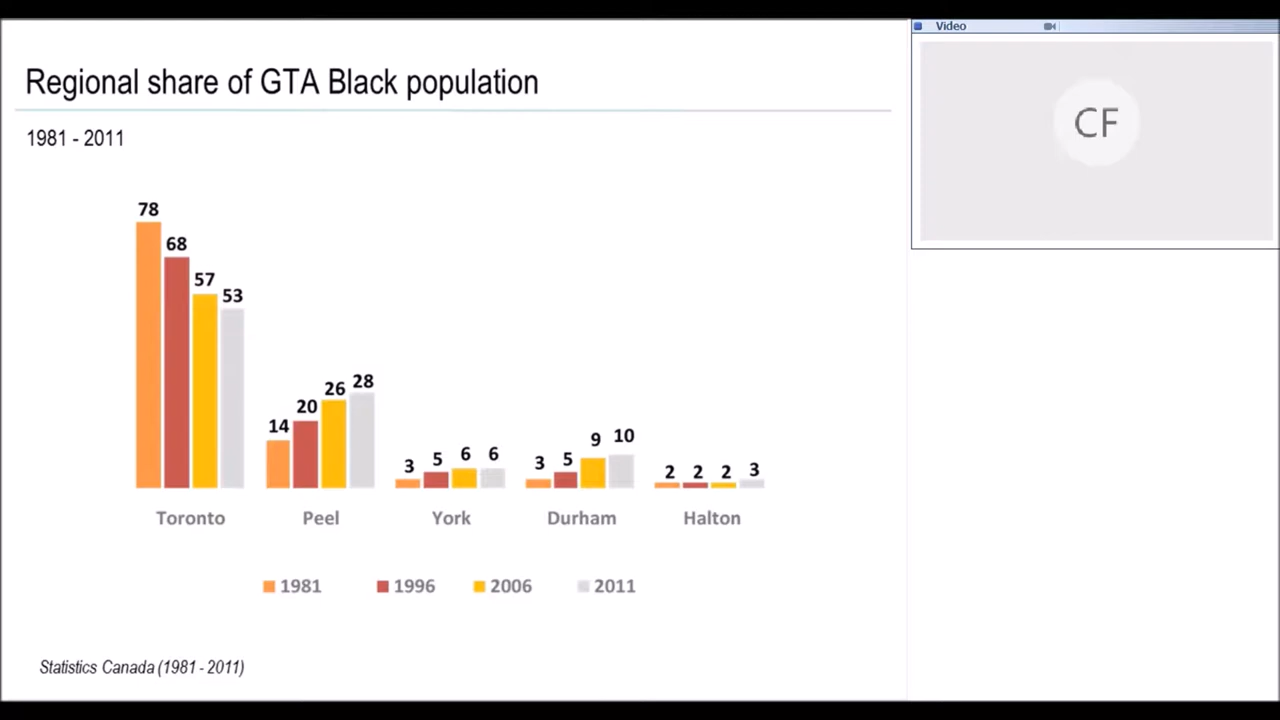 Regional share of GTA Black population
1981 - 2011
78 68 57 53
14 20 26 28
3 5 6 6
3 5 9 10
2 2 2 3
Toronto Peel York Durham Halton
1981 1996 2006 2011
Statistics Canada (1981 - 2011)
Video
CF